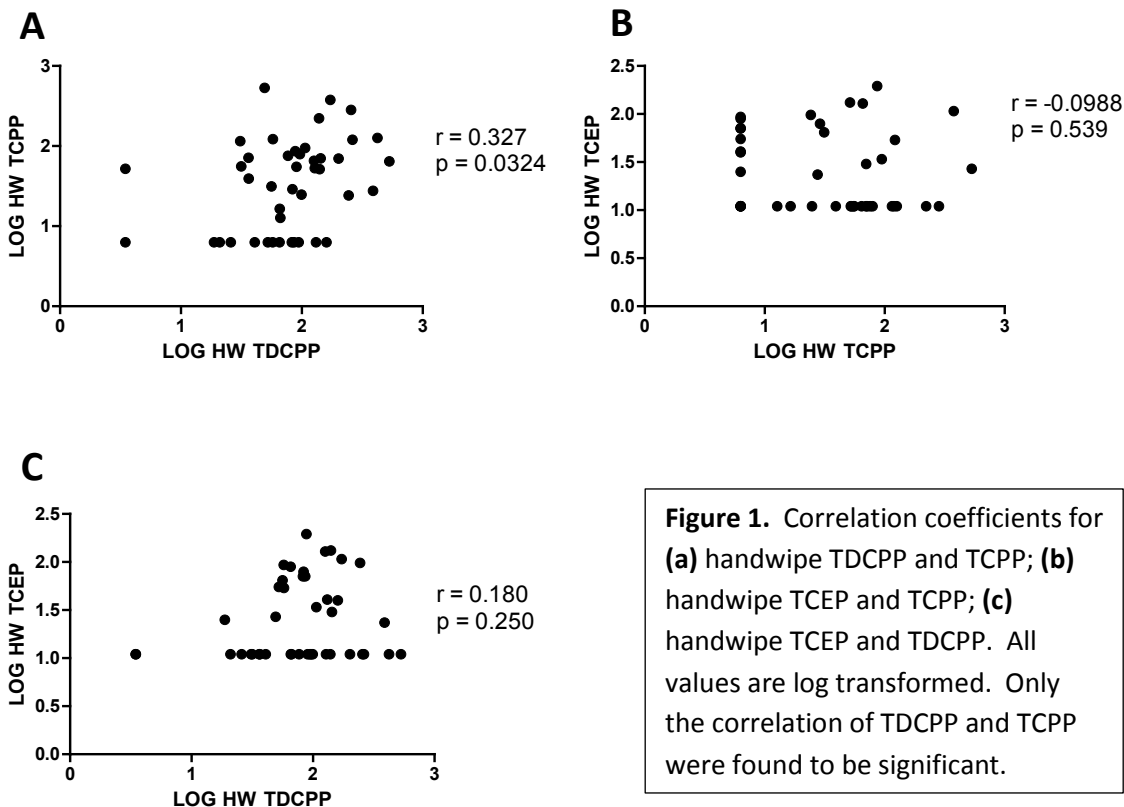 A
3
2
1
0
LOG HW TCPP
0 1 2 3
LOG HW TDCPP
r = 0.327
p = 0.0324
B
2.5
2.0
1.5
1.0
0.5
0.0
LOG HW TCEP
0 1 2 3
LOG HW TCPP
r = -0.0988
p = 0.539
C
2.5
2.0
1.5
1.0
0.5
0.0
LOG HW TCEP
0 1 2 3
LOG HW TDCPP
r = 0.180
p = 0.250
Figure 1. Correlation coefficients for
(a) handwipe TDCPP and TCPP; (b)
handwipe TCEP and TCPP; (c)
handwipe TCEP and TDCPP. All
values are log transformed. Only
the correlation of TDCPP and TCPP
were found to be significant.